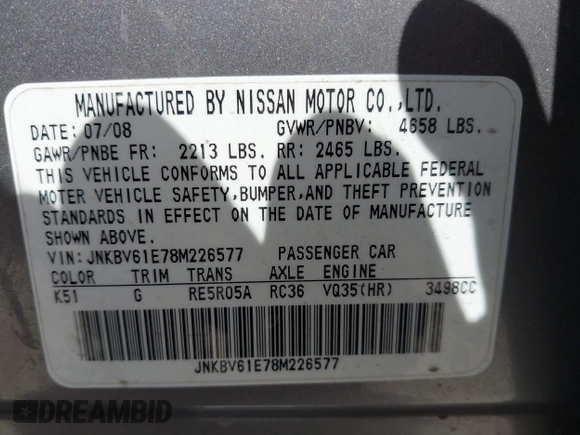 MANUFACTURED BY NISSAN MOTOR CO.,LTD.
DATE: 07/08 GVWR/PNBV: 4658 LBS.
GAWR/PNBE FR: 2213 LBS. RR: 2465 LBS.
THIS VEHICLE CONFORMS TO ALL APPLICABLE FEDERAL
MOTER VEHICLE SAFETY,BUMPER,AND THEFT PREVENTION
STANDARDS IN EFFECT ON THE DATE OF MANUFACTURE
SHOWN ABOVE.
VIN:JNKBV61E78M226577 PASSENGER CAR
COLOR TRIM TRANS AXLE ENGINE
K51 G RE5R05A RC36 VQ35(HR) 3498CC
JNKBV61E78M226577
DREAMBID